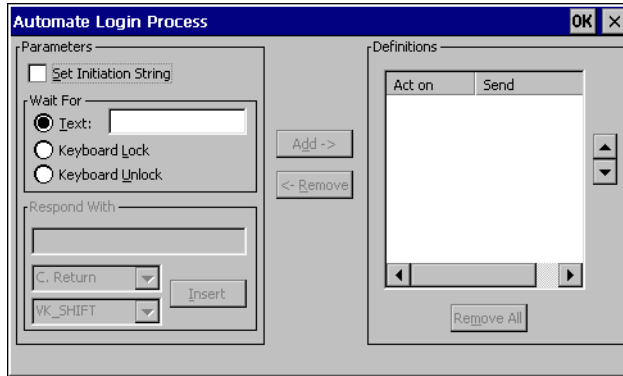 Automate Login Process OK ×
Parameters
Set Initiation String
Wait For
Text:
Keyboard Lock
Keyboard Unlock
Respond With
C. Return
VK_SHIFT
Insert
Add ->
<- Remove
Definitions
Act on Send
Remove All